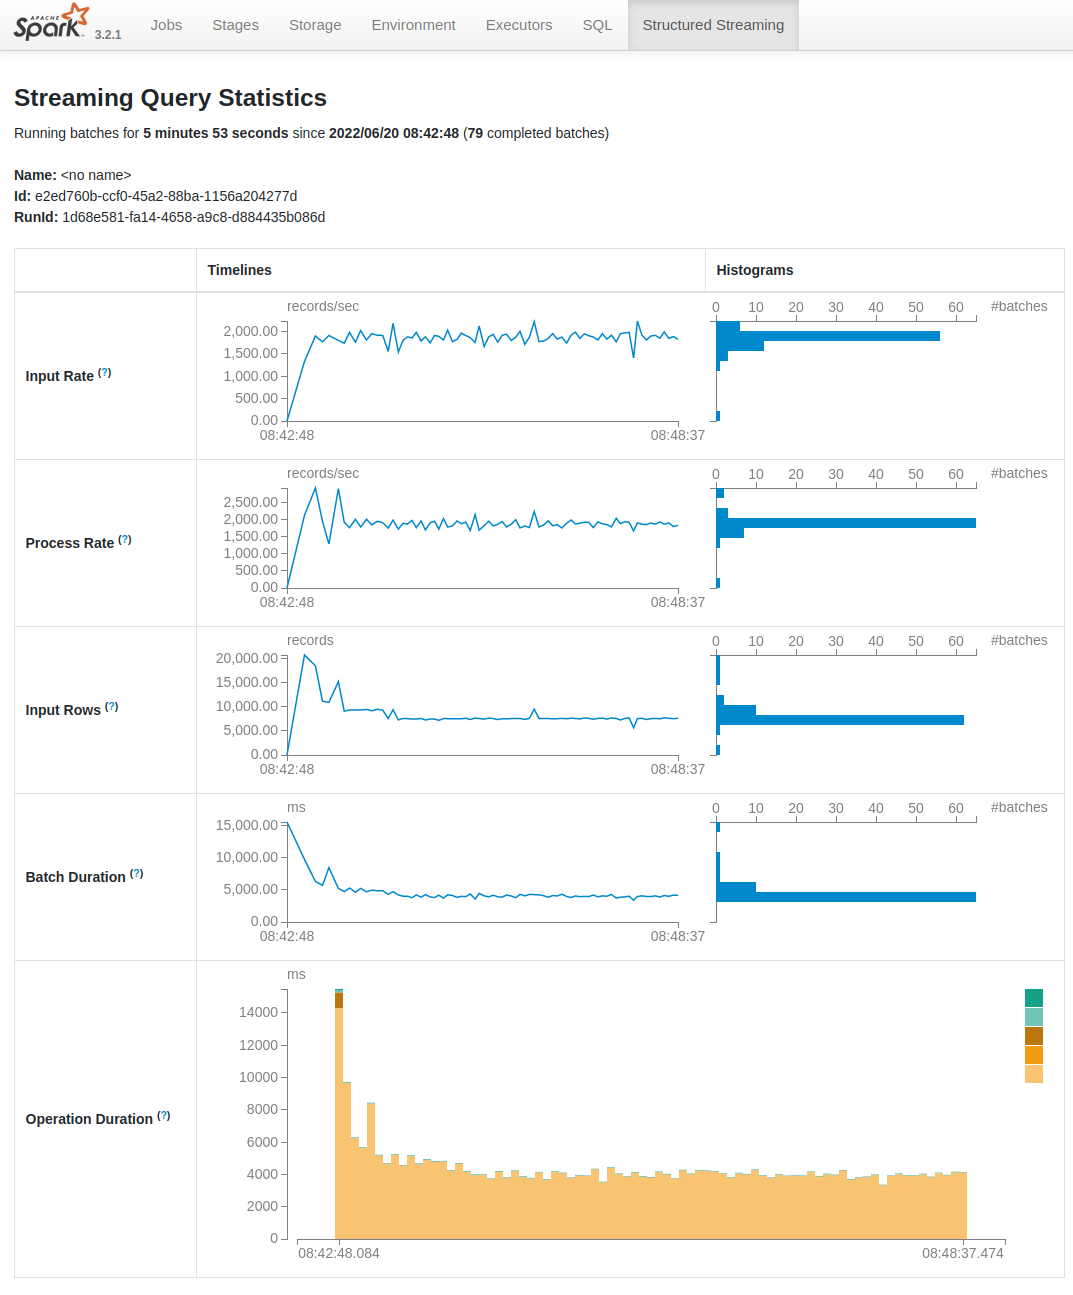 APACHE
Spark 3.2.1 Jobs Stages Storage Environment Executors SQL Structured Streaming
Streaming Query Statistics
Running batches for 5 minutes 53 seconds since 2022/06/20 08:42:48 (79 completed batches)
Name: <no name>
Id: e2ed760b-ccf0-45a2-88ba-1156a204277d
RunId: 1d68e581-fa14-4658-a9c8-d884435b086d
Timelines Histograms
Input Rate (?)
records/sec
2,000.00
1,500.00
1,000.00
500.00
0.00
08:42:48 08:48:37
0 10 20 30 40 50 60 #batches
Process Rate (?)
records/sec
2,500.00
2,000.00
1,500.00
1,000.00
500.00
0.00
08:42:48 08:48:37
0 10 20 30 40 50 60 #batches
Input Rows (?)
records
20,000.00
15,000.00
10,000.00
5,000.00
0.00
08:42:48 08:48:37
0 10 20 30 40 50 60 #batches
Batch Duration (?)
ms
15,000.00
10,000.00
5,000.00
0.00
08:42:48 08:48:37
0 10 20 30 40 50 60 #batches
Operation Duration (?)
ms
14000
12000
10000
8000
6000
4000
2000
0
08:42:48.084 08:48:37.474